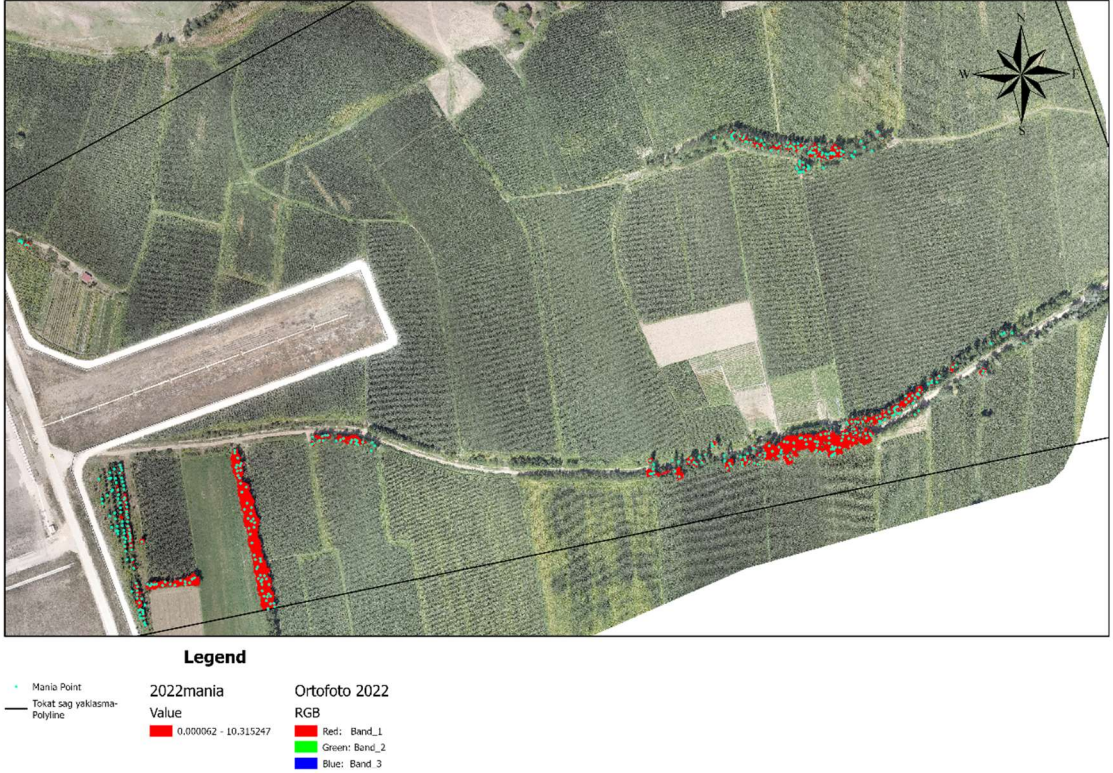 N
W
E
S
Legend
Mania Point
Tokat sag yaklasma-
Polyline
2022mania
Value
0.000062 - 10.315247
Ortofoto 2022
RGB
Red: Band_1
Green: Band_2
Blue: Band_3